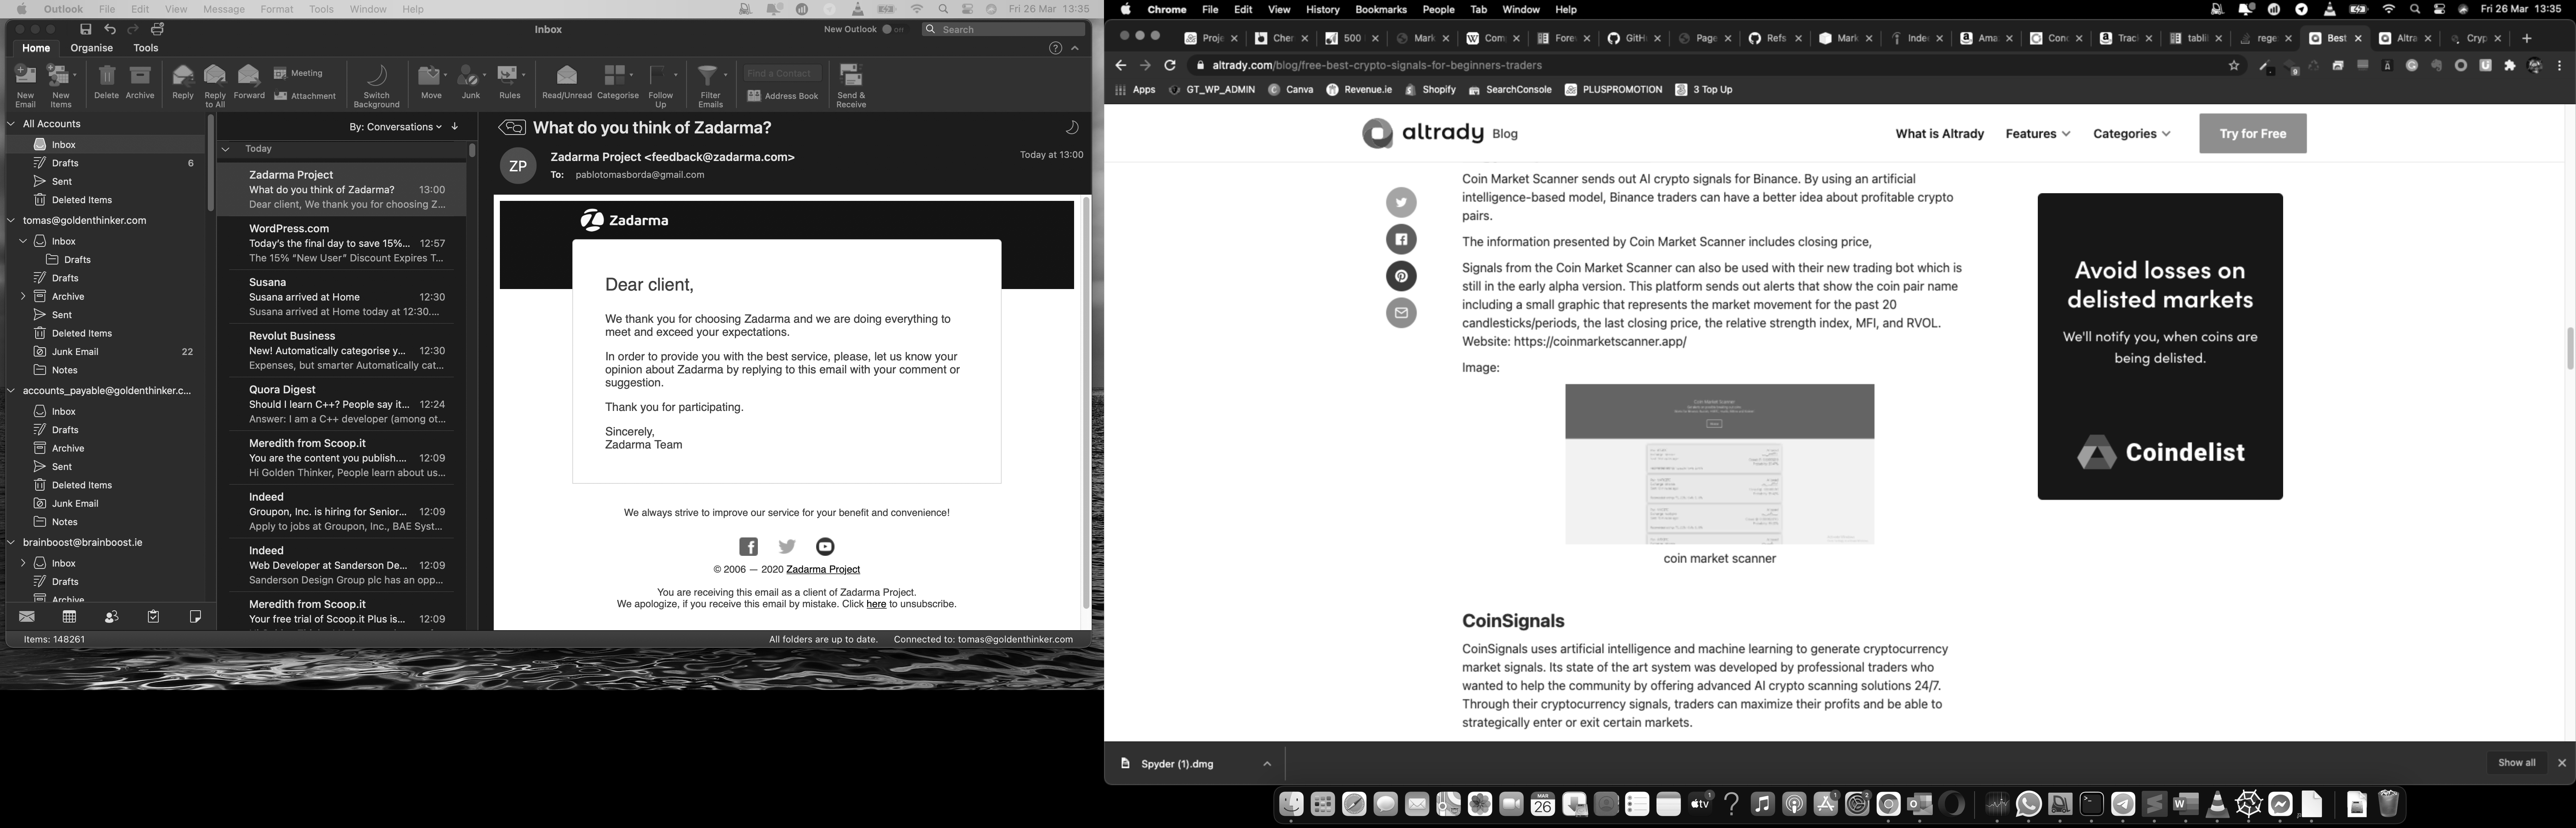 Outlook File Edit View Message Format Tools Window Help Fri 26 Mar 13:35
Inbox New Outlook Search
Home Organise Tools
New Email New Items Delete Archive Reply Reply to All Forward Meeting Attachment Switch Background Move Junk Rules Read/Unread Categorise Follow Up Filter Emails Find a Contact Address Book Send & Receive
All Accounts
Inbox
Drafts 6
Sent
Deleted Items
tomas@goldenthinker.com
Inbox
Drafts
Drafts
Archive
Sent
Deleted Items
Junk Email 22
Notes
accounts_payable@goldenthinker.c...
Inbox
Drafts
Archive
Sent
Deleted Items
Junk Email
Notes
brainboost@brainboost.ie
Inbox
Drafts
Archive
Items: 148261
By: Conversations
Today
Zadarma Project
What do you think of Zadarma? 13:00
Dear client, We thank you for choosing Z...
WordPress.com
Today's the final day to save 15%... 12:57
The 15% “New User” Discount Expires T...
Susana
Susana arrived at Home 12:30
Susana arrived at Home today at 12:30....
Revolut Business
New! Automatically categorise y... 12:30
Expenses, but smarter Automatically cat...
Quora Digest
Should I learn C++? People say it... 12:24
Answer: I am a C++ developer (among ot...
Meredith from Scoop.it
You are the content you publish.... 12:09
Hi Golden Thinker, People learn about us...
Indeed
Groupon, Inc. is hiring for Senior... 12:09
Apply to jobs at Groupon, Inc., BAE Syst...
Indeed
Web Developer at Sanderson De... 12:09
Sanderson Design Group plc has an opp...
Meredith from Scoop.it
Your free trial of Scoop.it Plus is... 12:09
What do you think of Zadarma?
ZP
Zadarma Project <feedback@zadarma.com> Today at 13:00
To: pablotomasborda@gmail.com
Zadarma
Dear client,
We thank you for choosing Zadarma and we are doing everything to
meet and exceed your expectations.
In order to provide you with the best service, please, let us know your
opinion about Zadarma by replying to this email with your comment or
suggestion.
Thank you for participating.
Sincerely,
Zadarma Team
We always strive to improve our service for your benefit and convenience!
© 2006 — 2020 Zadarma Project
You are receiving this email as a client of Zadarma Project.
We apologize, if you receive this email by mistake. Click here to unsubscribe.
All folders are up to date. Connected to: tomas@goldenthinker.com
Chrome File Edit View History Bookmarks People Tab Window Help Fri 26 Mar 13:35
Proje Cher 500 Mark Com Fore GitHu Page Refs Mark Index Ama Conc Trac tabli rege Best Altra Cryp
altrady.com/blog/free-best-crypto-signals-for-beginners-traders
Apps GT_WP_ADMIN Canva Revenue.ie Shopify SearchConsole PLUSPROMOTION 3 Top Up
altrady Blog What is Altrady Features Categories Try for Free
Coin Market Scanner sends out AI crypto signals for Binance. By using an artificial
intelligence-based model, Binance traders can have a better idea about profitable crypto
pairs.
The information presented by Coin Market Scanner includes closing price,
Signals from the Coin Market Scanner can also be used with their new trading bot which is
still in the early alpha version. This platform sends out alerts that show the coin pair name
including a small graphic that represents the market movement for the past 20
candlesticks/periods, the last closing price, the relative strength index, MFI, and RVOL.
Website: https://coinmarketscanner.app/
Image:
Coin Market Scanner
coin market scanner
CoinSignals
CoinSignals uses artificial intelligence and machine learning to generate cryptocurrency
market signals. Its state of the art system was developed by professional traders who
wanted to help the community by offering advanced AI crypto scanning solutions 24/7.
Through their cryptocurrency signals, traders can maximize their profits and be able to
strategically enter or exit certain markets.
Avoid losses on
delisted markets
We'll notify you, when coins are
being delisted.
Coindelist
Spyder (1).dmg Show all
MAR
26
tv